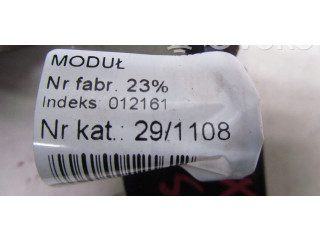 MODUŁ
Nr fabr. 23%
Indeks: 012161
Nr kat.: 29/1108